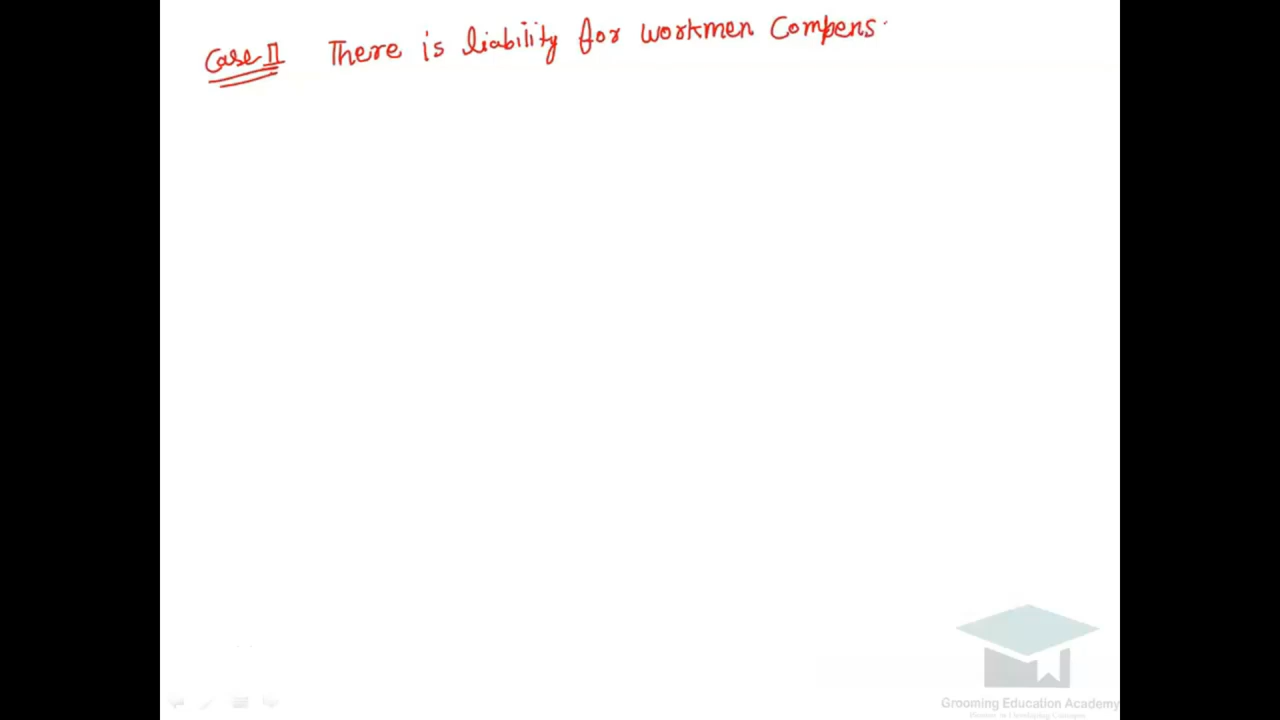 Case II There is liability for workmen Compens
Grooming Education Academy